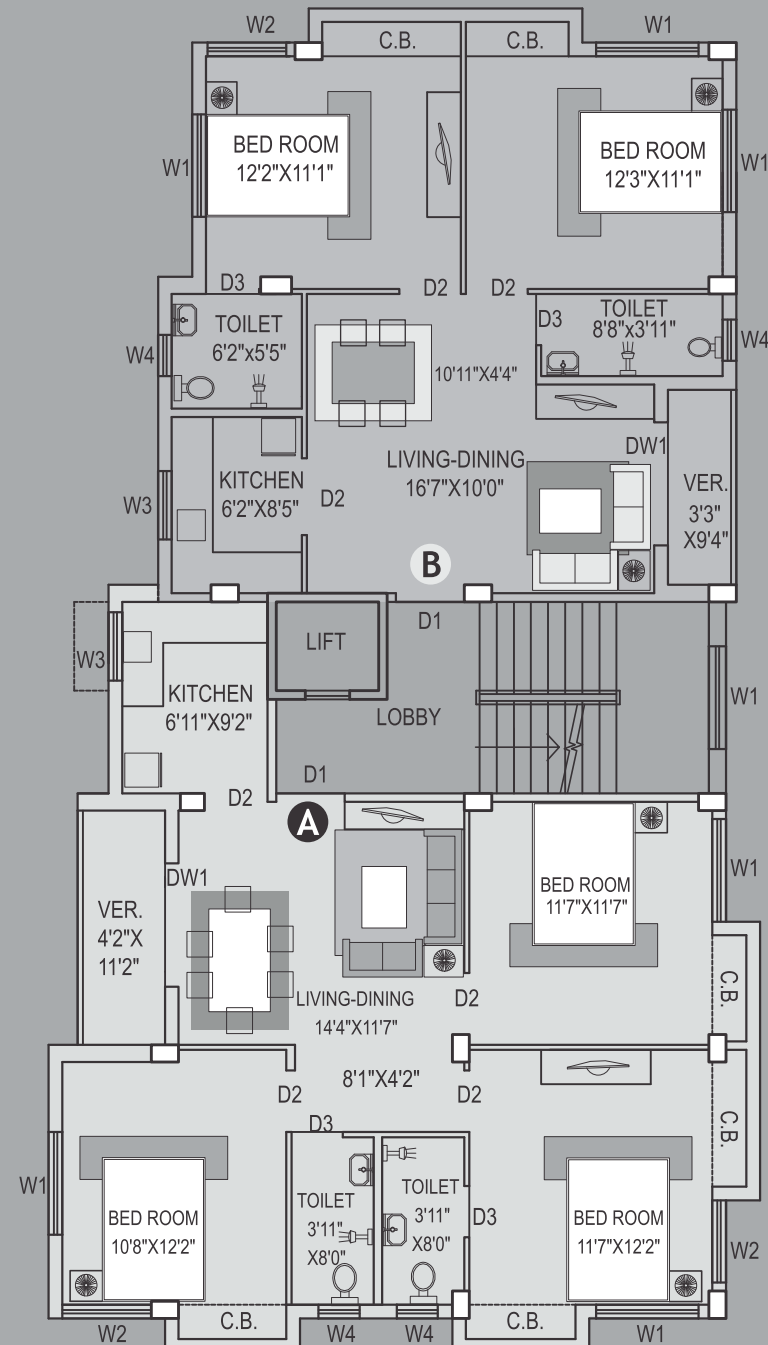 W2
W1
C.B.
C.B.
BED ROOM
12'2"X11'1"
BED ROOM
12'3"X11'1"
W1
W1
D3
D2
D2
TOILET
6'2"x5'5"
D3
TOILET
8'8"x3'11"
W4
W4
10'11"X4'4"
LIVING-DINING
16'7"X10'0"
DW1
KITCHEN
6'2"X8'5"
D2
W3
VER.
3'3"
X9'4"
B
D1
LIFT
W3
KITCHEN
6'11"X9'2"
LOBBY
W1
D1
D2
A
DW1
BED ROOM
11'7"X11'7"
W1
VER.
4'2"X
11'2"
C.B.
LIVING-DINING
14'4"X11'7"
D2
8'1"X4'2"
D2
D2
D3
C.B.
W1
TOILET
3'11"
X8'0"
TOILET
3'11"
X8'0"
D3
BED ROOM
10'8"X12'2"
BED ROOM
11'7"X12'2"
W2
C.B.
C.B.
W2
W4
W4
W1